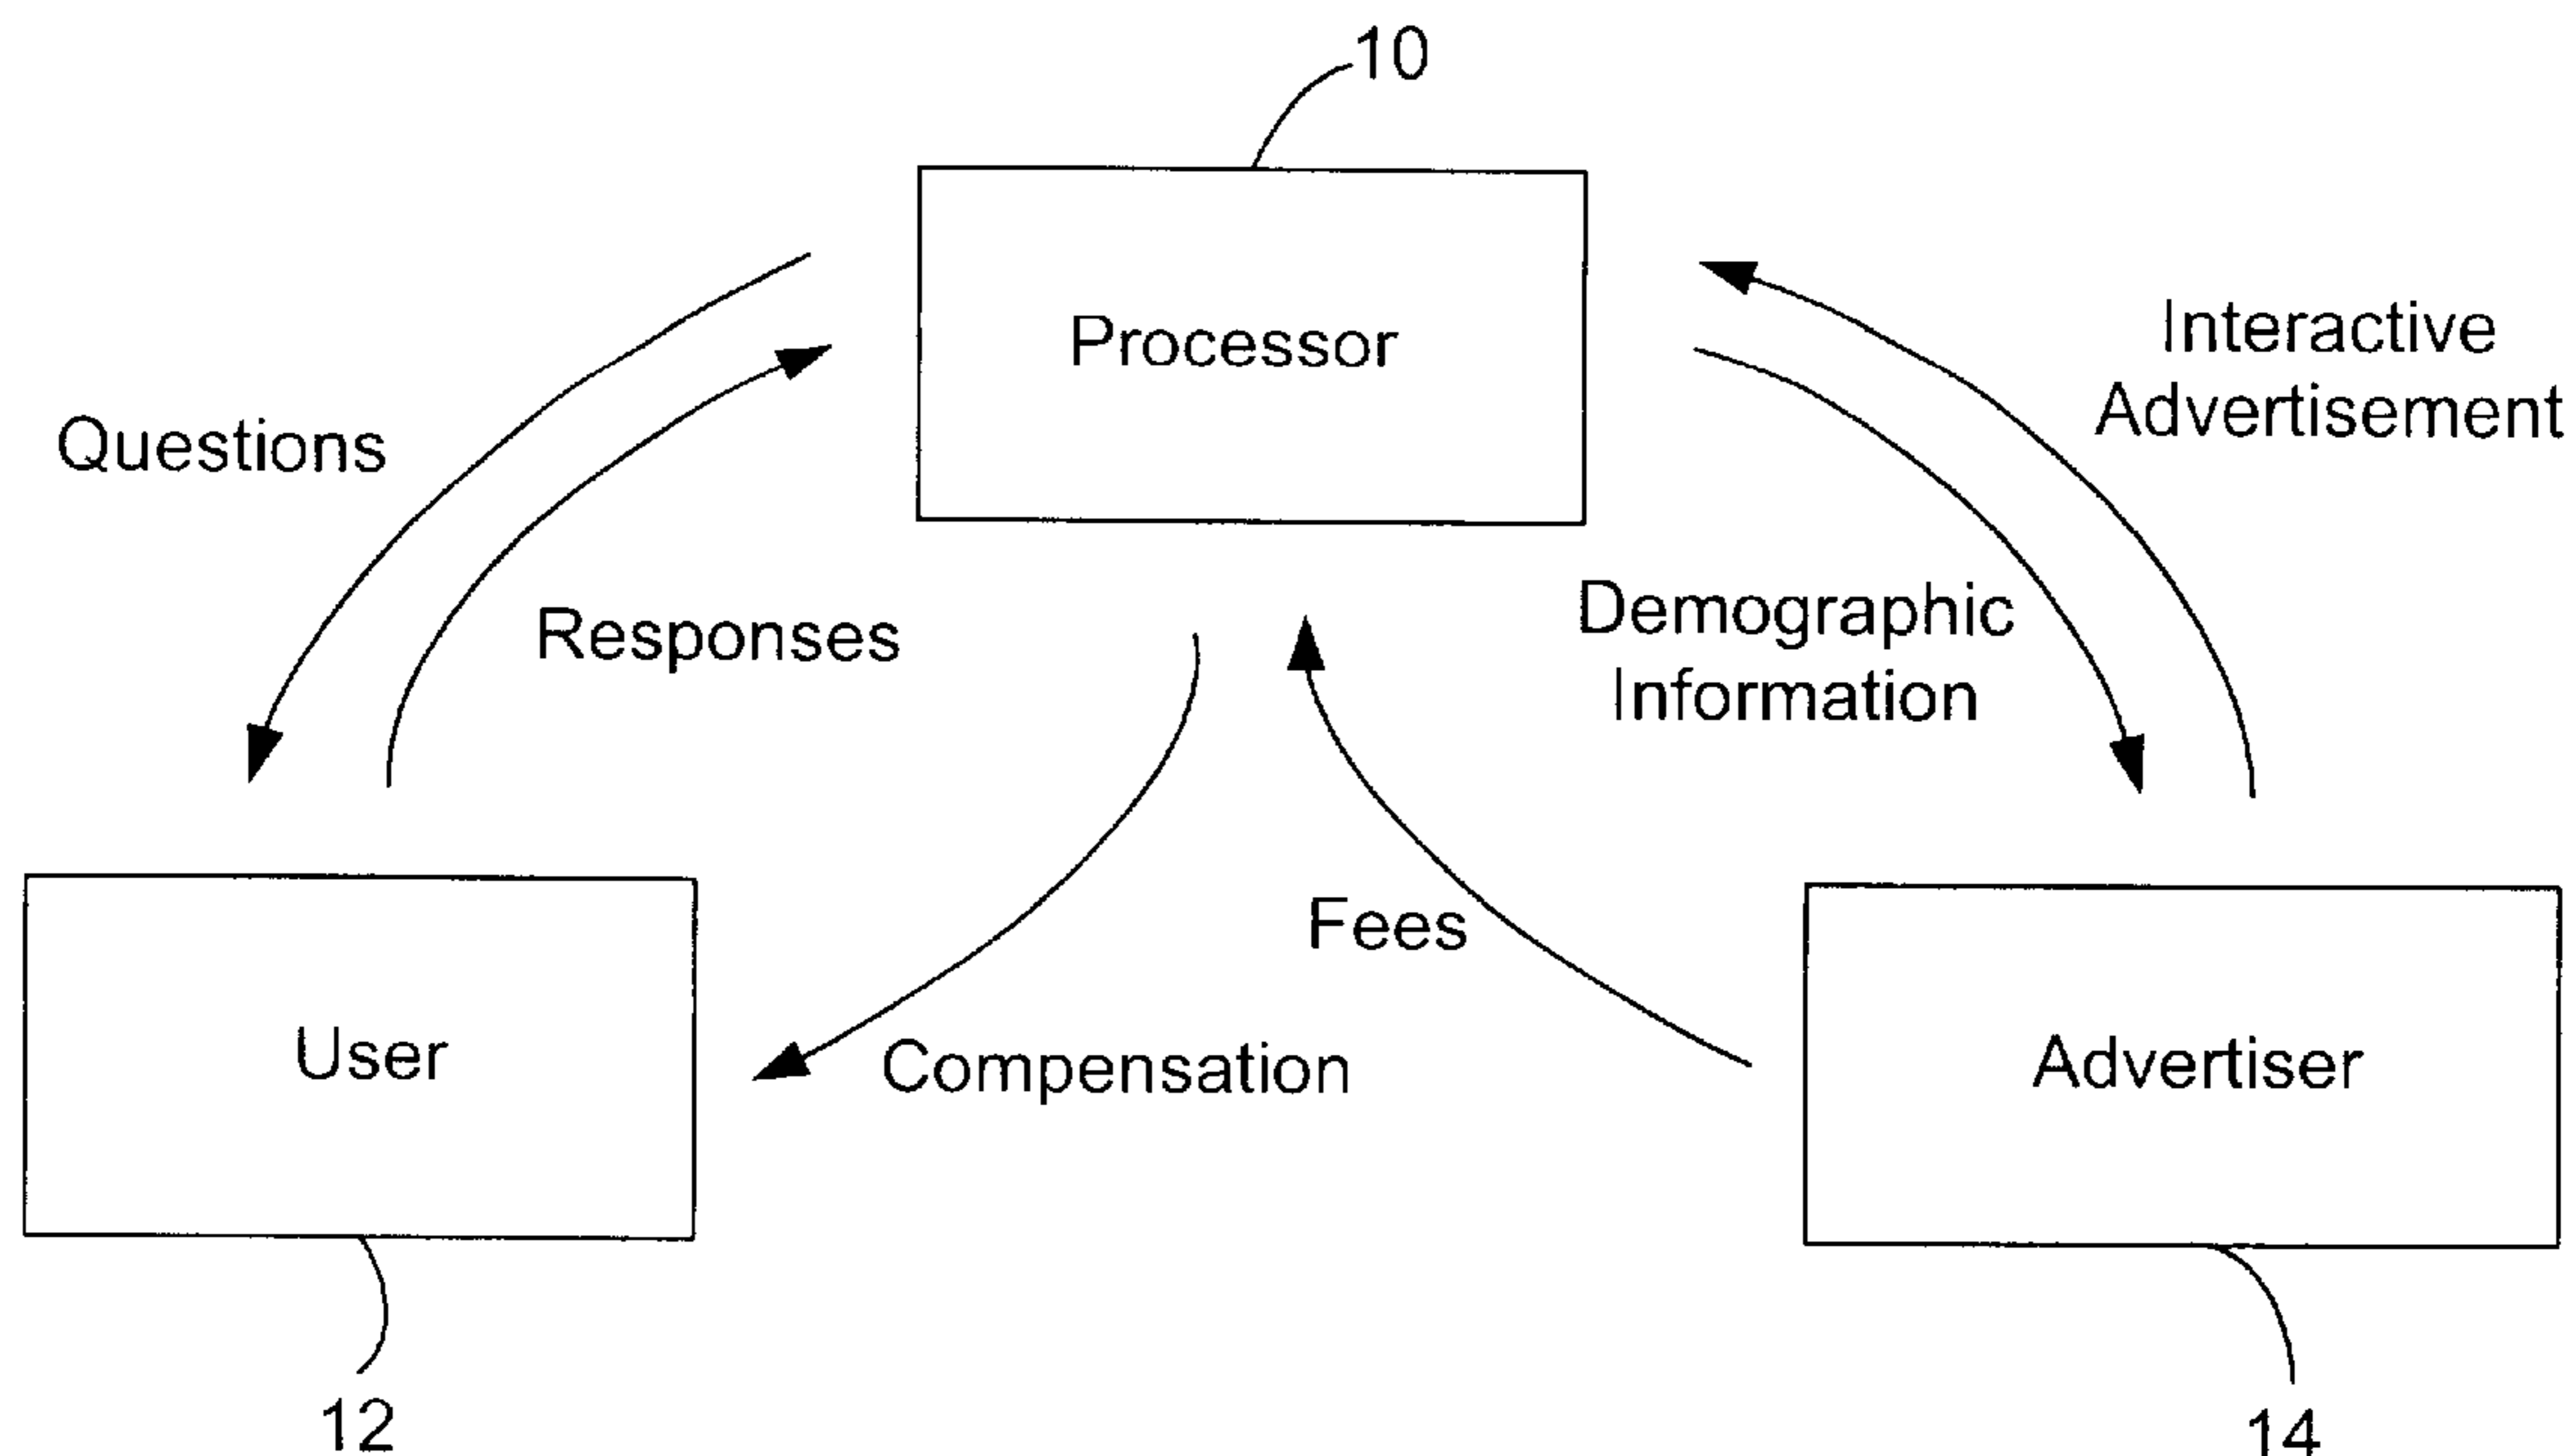 10
Processor
Interactive
Advertisement
Questions
Responses
Demographic
Information
Fees
Compensation
User
Advertiser
12
14